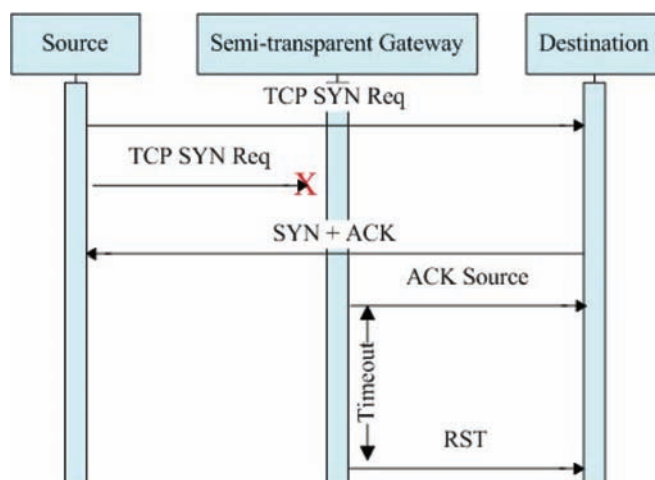 Source
Semi-transparent Gateway
Destination
TCP SYN Req
TCP SYN Req
X
SYN + ACK
ACK Source
Timeout
RST